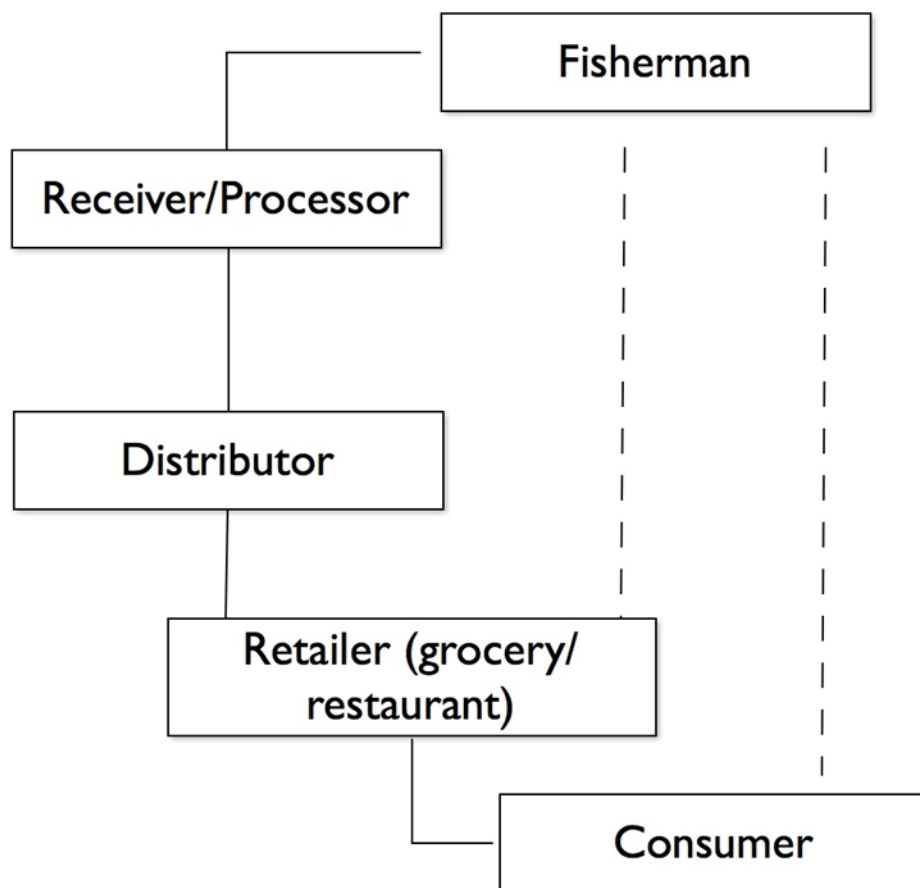 Fisherman
Receiver/Processor
Distributor
Retailer (grocery/
restaurant)
Consumer